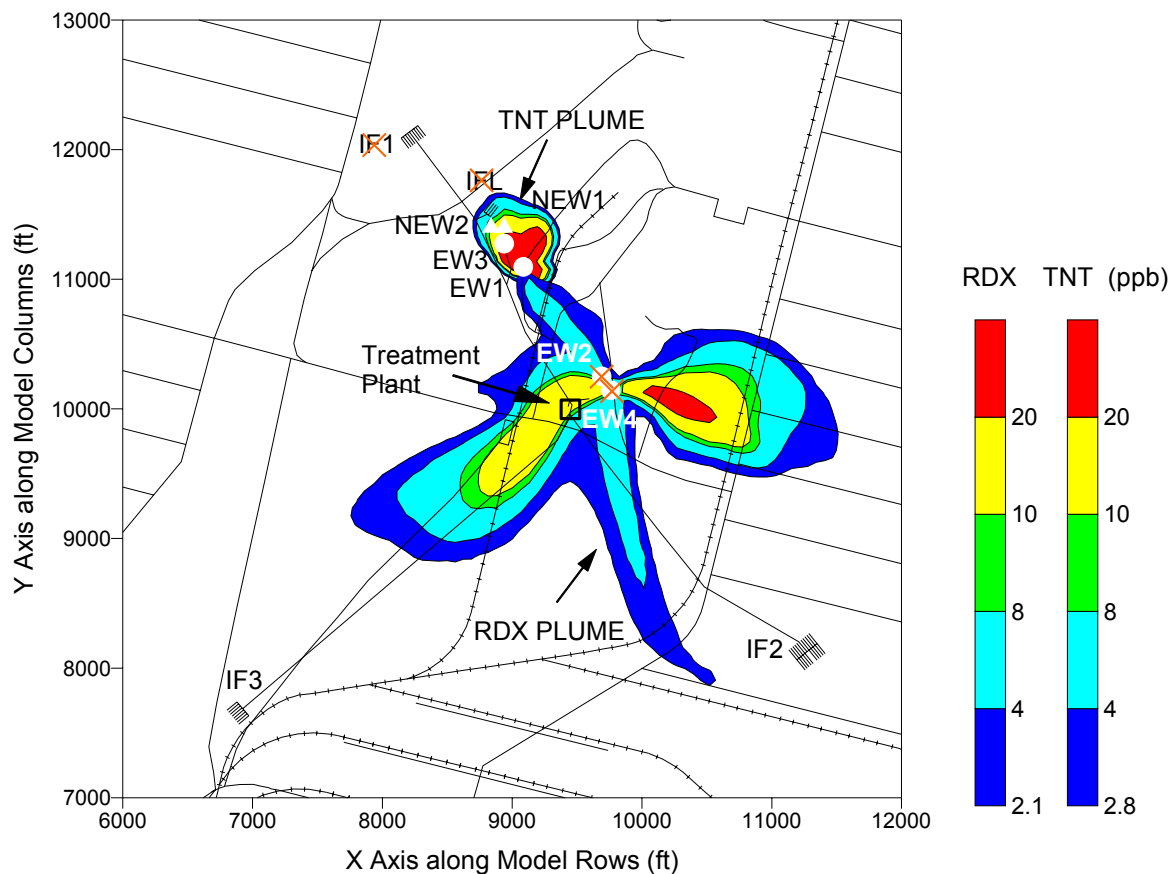 13000
12000
11000
10000
9000
8000
7000
6000
7000
8000
9000
10000
11000
12000
Y Axis along Model Columns (ft)
X Axis along Model Rows (ft)
TNT PLUME
IF1
IFL
NEW1
NEW2
EW3
EW1
EW2
Treatment
Plant
EW4
RDX PLUME
IF2
IF3
RDX TNT (ppb)
20 20
10 10
8 8
4 4
2.1 2.8